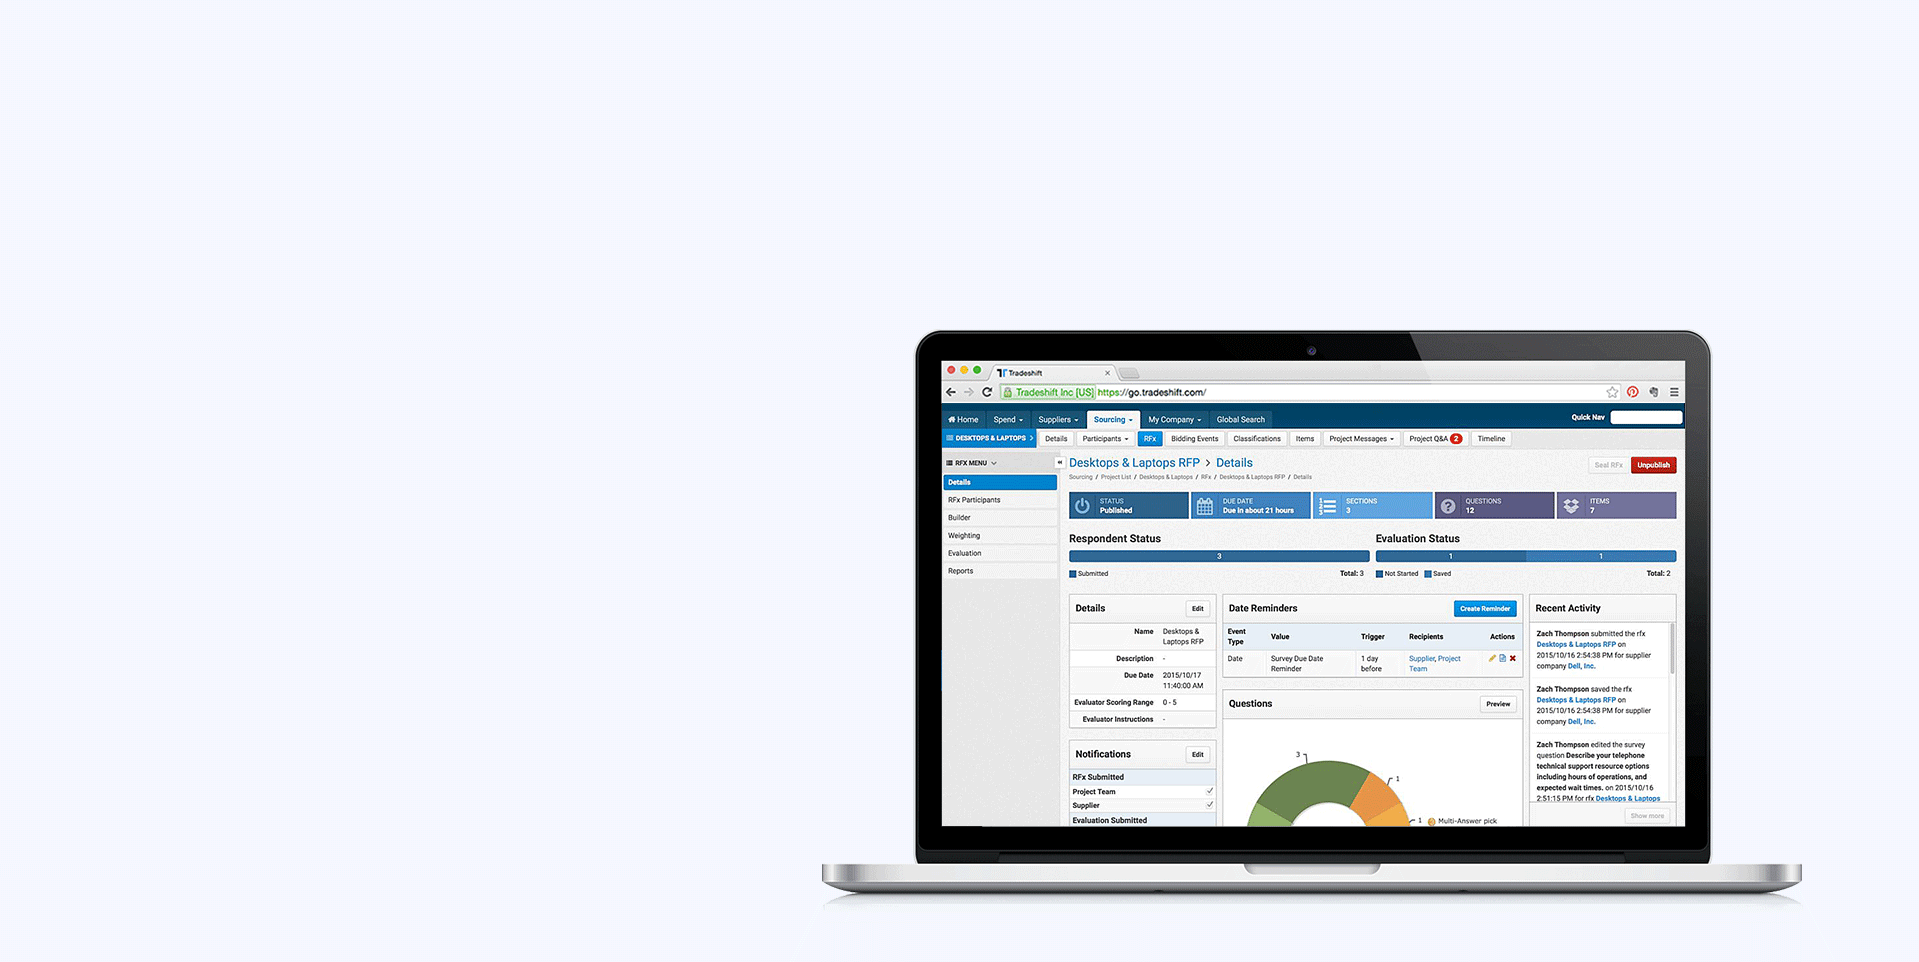 Tradeshift
Tradeshift Inc [US] https://go.tradeshift.com/
Home Spend Suppliers Sourcing My Company Global Search Quick Nav
DESKTOPS & LAPTOPS Details Participants RFx Bidding Events Classifications Items Project Messages Project Q&A 2 Timeline
RFX MENU
Details
RFx Participants
Builder
Weighting
Evaluation
Reports
Desktops & Laptops RFP > Details
Seal RFx Unpublish
Sourcing / Project List / Desktops & Laptops / RFx / Desktops & Laptops RFP / Details
STATUS
Published
DUE DATE
Due in about 21 hours
SECTIONS
3
QUESTIONS
12
ITEMS
7
Respondent Status
3
Submitted Total: 3
Evaluation Status
1 1
Not Started Saved Total: 2
Details Edit
Name Desktops &
Laptops RFP
Description -
Due Date 2015/10/17
11:40:00 AM
Evaluator Scoring Range 0 - 5
Evaluator Instructions -
Notifications Edit
RFx Submitted
Project Team
Supplier
Evaluation Submitted
Date Reminders Create Reminder
Event
Type Value Trigger Recipients Actions
Date Survey Due Date
Reminder 1 day
before Supplier, Project
Team
Questions Preview
3
1
1 Multi-Answer pick
Recent Activity
Zach Thompson submitted the rfx
Desktops & Laptops RFP on
2015/10/16 2:54:38 PM for supplier
company Dell, Inc.
Zach Thompson saved the rfx
Desktops & Laptops RFP on
2015/10/16 2:54:38 PM for supplier
company Dell, Inc.
Zach Thompson edited the survey
question Describe your telephone
technical support resource options
including hours of operations, and
expected wait times. on 2015/10/16
2:51:15 PM for rfx Desktops & Laptops
Show more